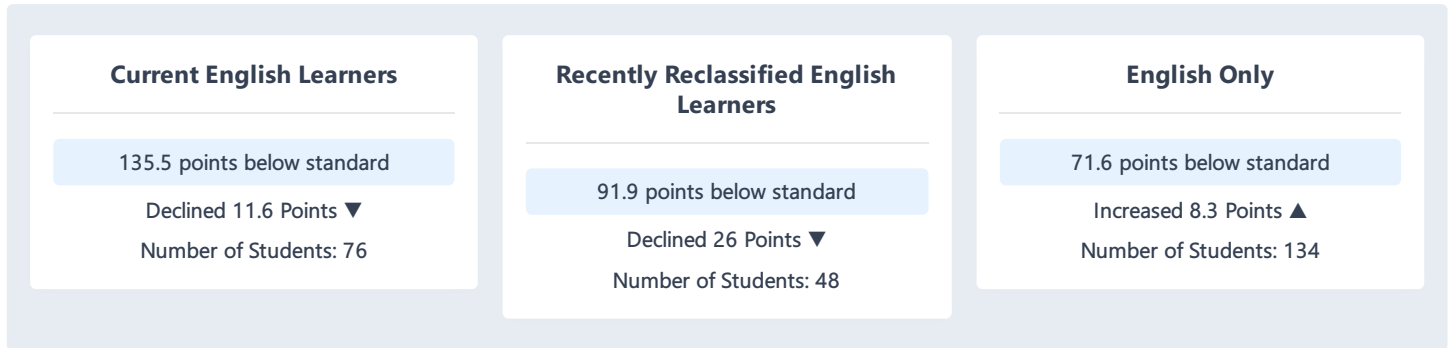 Current English Learners
135.5 points below standard
Declined 11.6 Points ▼
Number of Students: 76
Recently Reclassified English
Learners
91.9 points below standard
Declined 26 Points ▼
Number of Students: 48
English Only
71.6 points below standard
Increased 8.3 Points ▲
Number of Students: 134